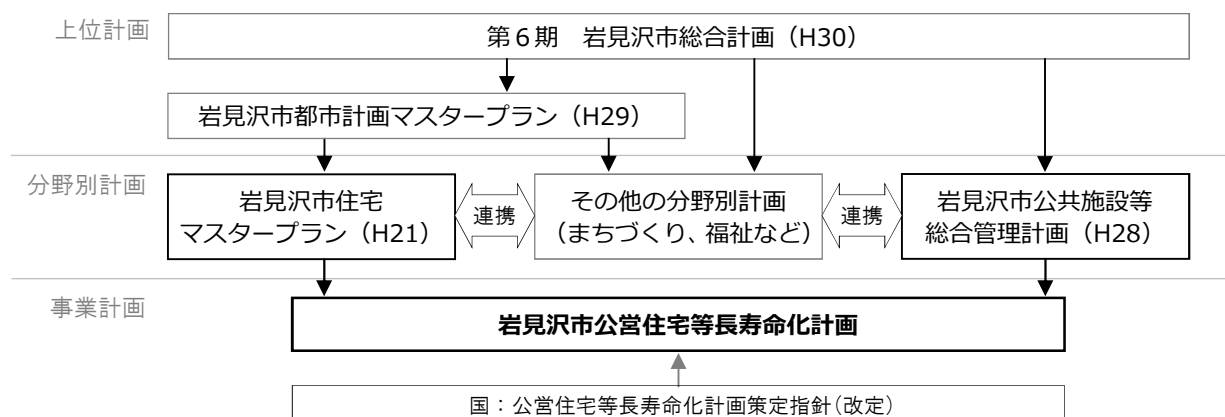 上位計画
第６期　岩見沢市総合計画（H30）
岩見沢市都市計画マスタープラン（H29）
分野別計画
岩見沢市住宅
マスタープラン（H21）
連携
その他の分野別計画
（まちづくり、福祉など）
連携
岩見沢市公共施設等
総合管理計画（H28）
事業計画
岩見沢市公営住宅等長寿命化計画
国：公営住宅等長寿命化計画策定指針（改定）